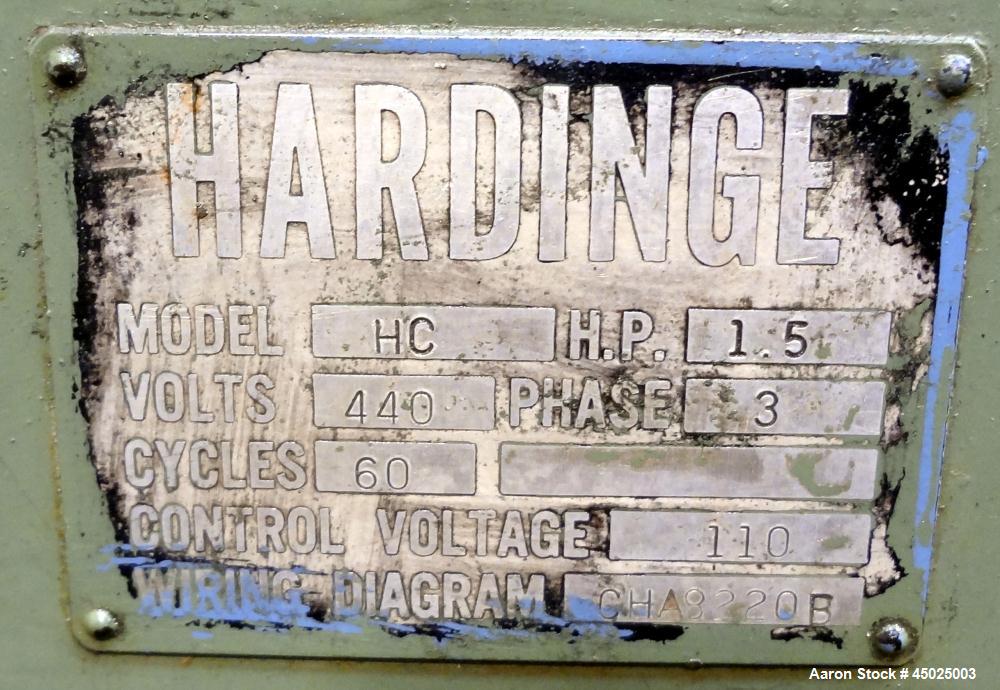 HARDINGE
MODEL HC H.P. 1.5
VOLTS 440 PHASE 3
CYCLES 60
CONTROL VOLTAGE 110
WIRING DIAGRAM CHA8220B
Aaron Stock # 45025003